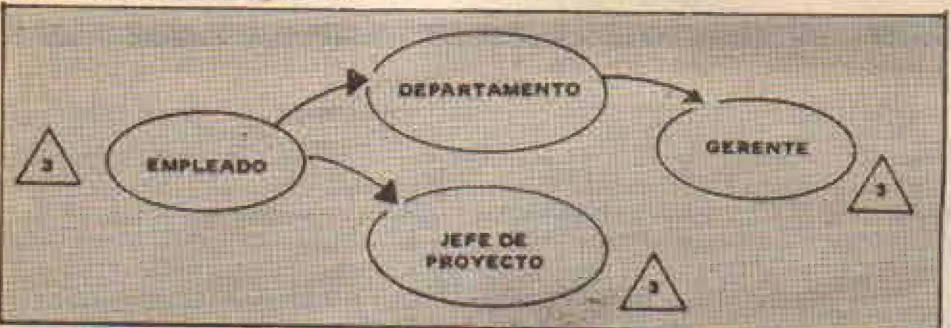 DEPARTAMENTO
GERENTE
3
EMPLEADO
3
JEFE DE
PROYECTO
3